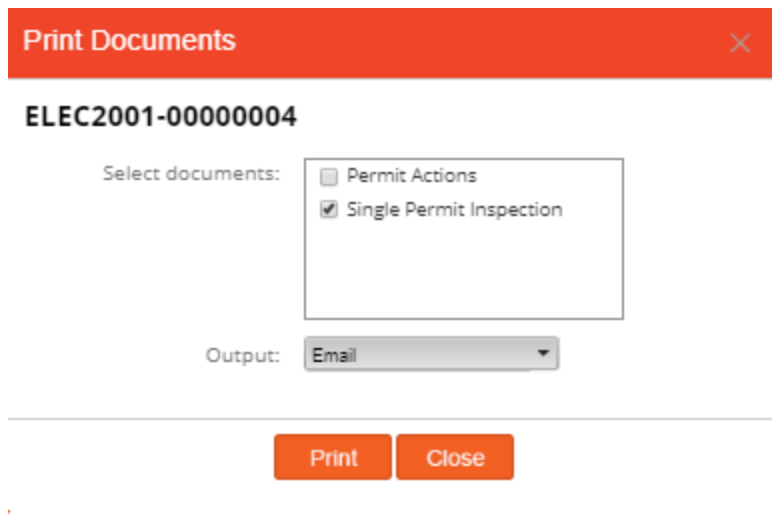 Print Documents
ELEC2001-00000004
Select documents:
Permit Actions
Single Permit Inspection
Output:
Email
Print
Close